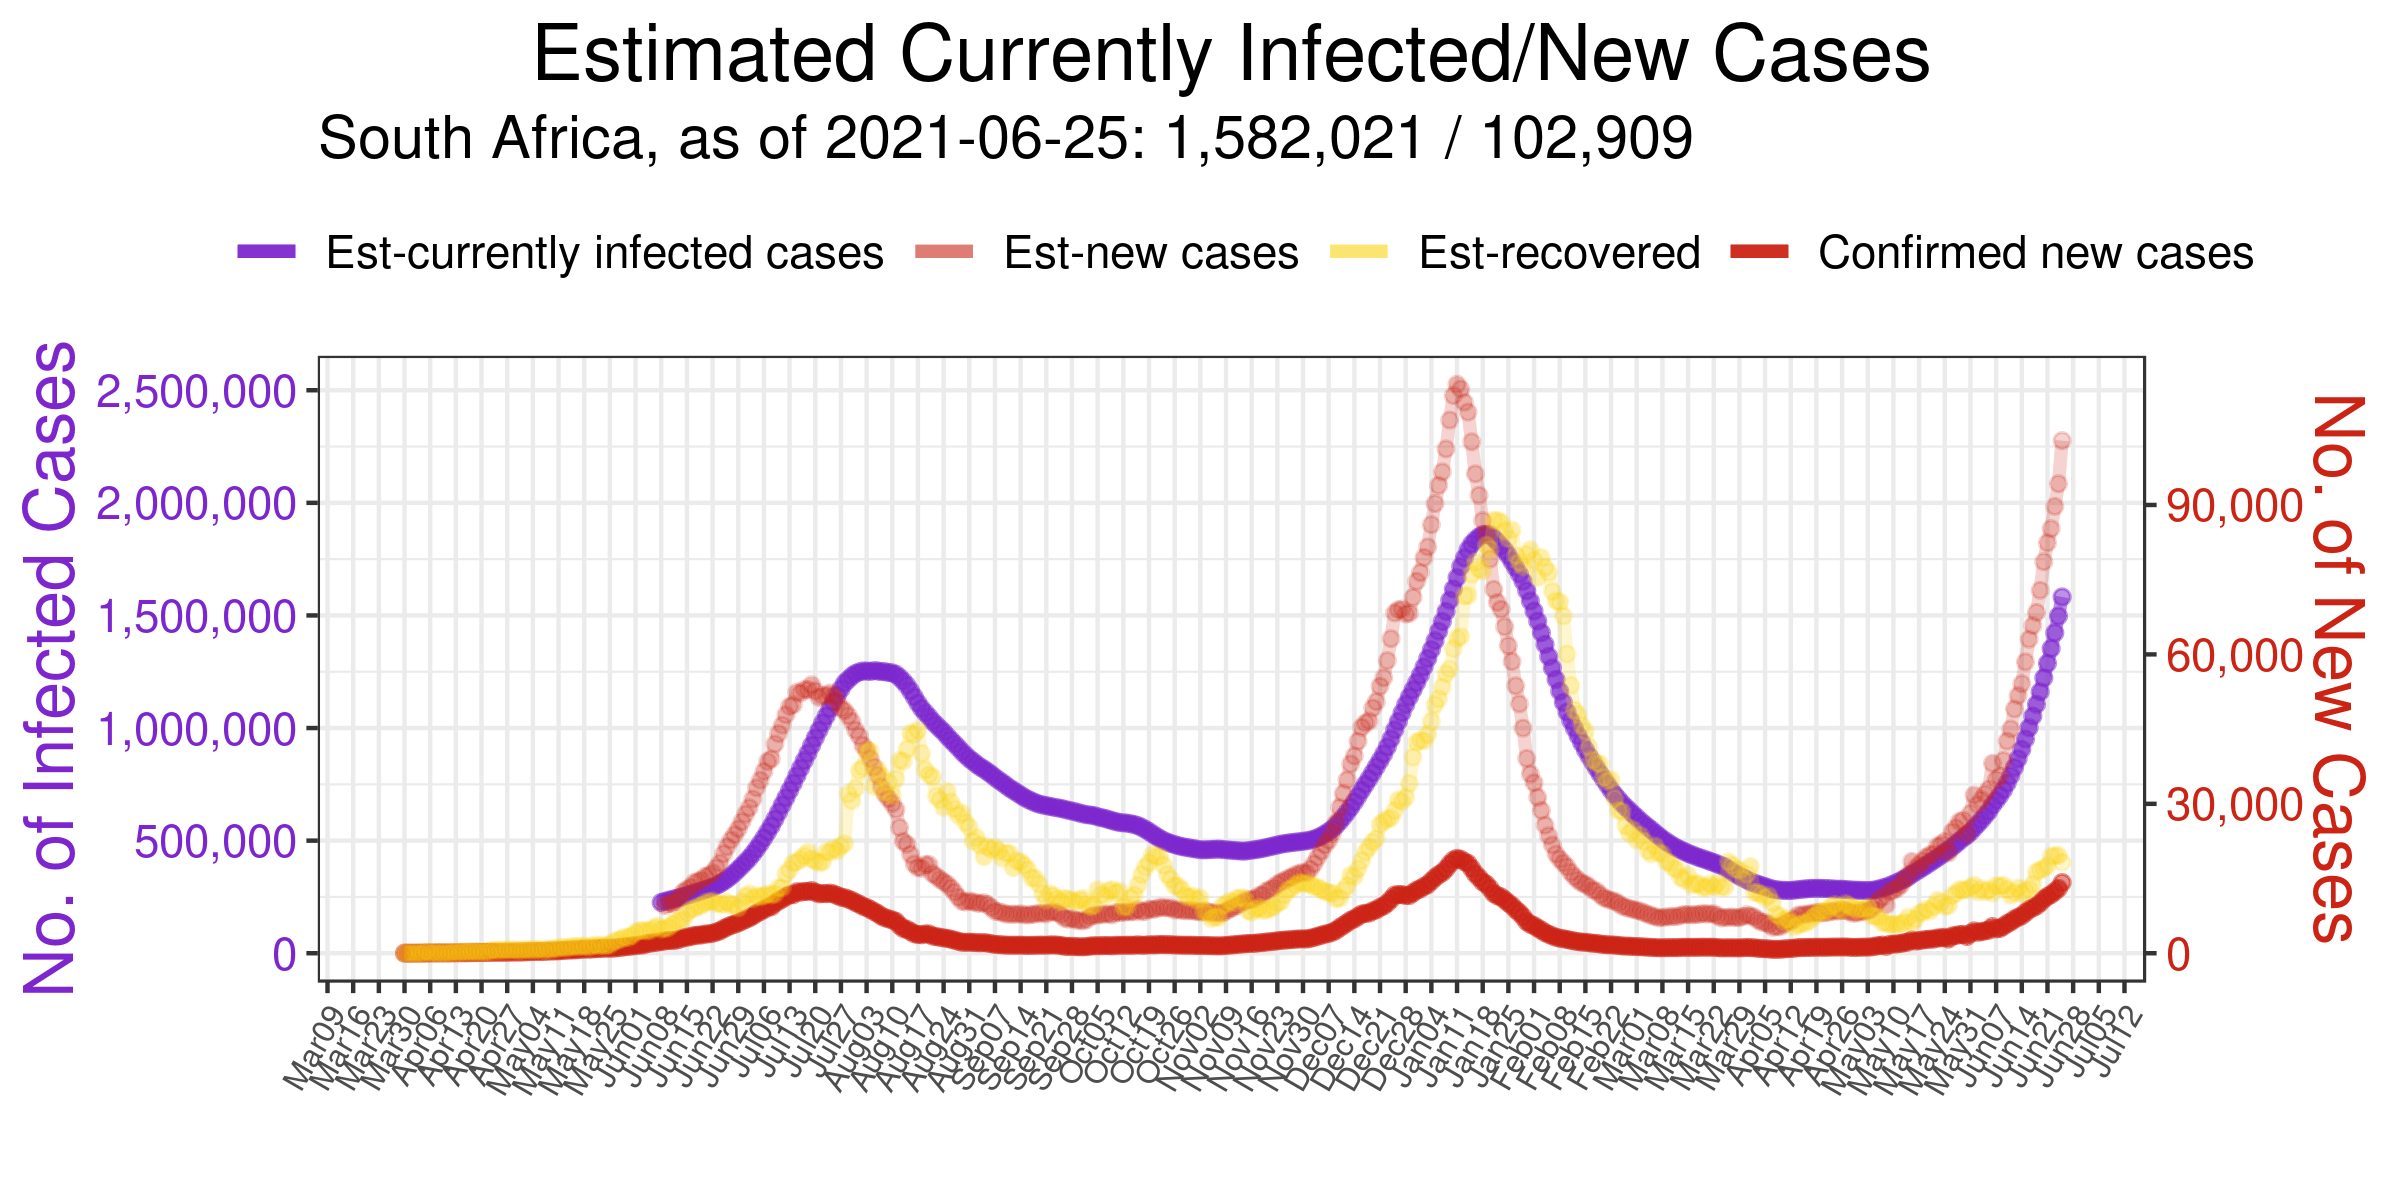 Estimated Currently Infected/New Cases
South Africa, as of 2021-06-25: 1,582,021 / 102,909
Est-currently infected cases Est-new cases Est-recovered Confirmed new cases
No. of Infected Cases
2,500,000
2,000,000
1,500,000
1,000,000
500,000
0
90,000
60,000
30,000
0
No. of New Cases
Mar09 Mar16 Mar23 Mar30 Apr06 Apr13 Apr20 Apr27 May04 May11 May18 May25 Jun01 Jun08 Jun15 Jun22 Jun29 Jul06 Jul13 Jul20 Jul27 Aug03 Aug10 Aug17 Aug24 Aug31 Sep07 Sep14 Sep21 Sep28 Oct05 Oct12 Oct19 Oct26 Nov02 Nov09 Nov16 Nov23 Nov30 Dec07 Dec14 Dec21 Dec28 Jan04 Jan11 Jan18 Jan25 Feb01 Feb08 Feb15 Feb22 Mar01 Mar08 Mar15 Mar22 Mar29 Apr05 Apr12 Apr19 Apr26 May03 May10 May17 May24 May31 Jun07 Jun14 Jun21 Jun28 Jul05 Jul12